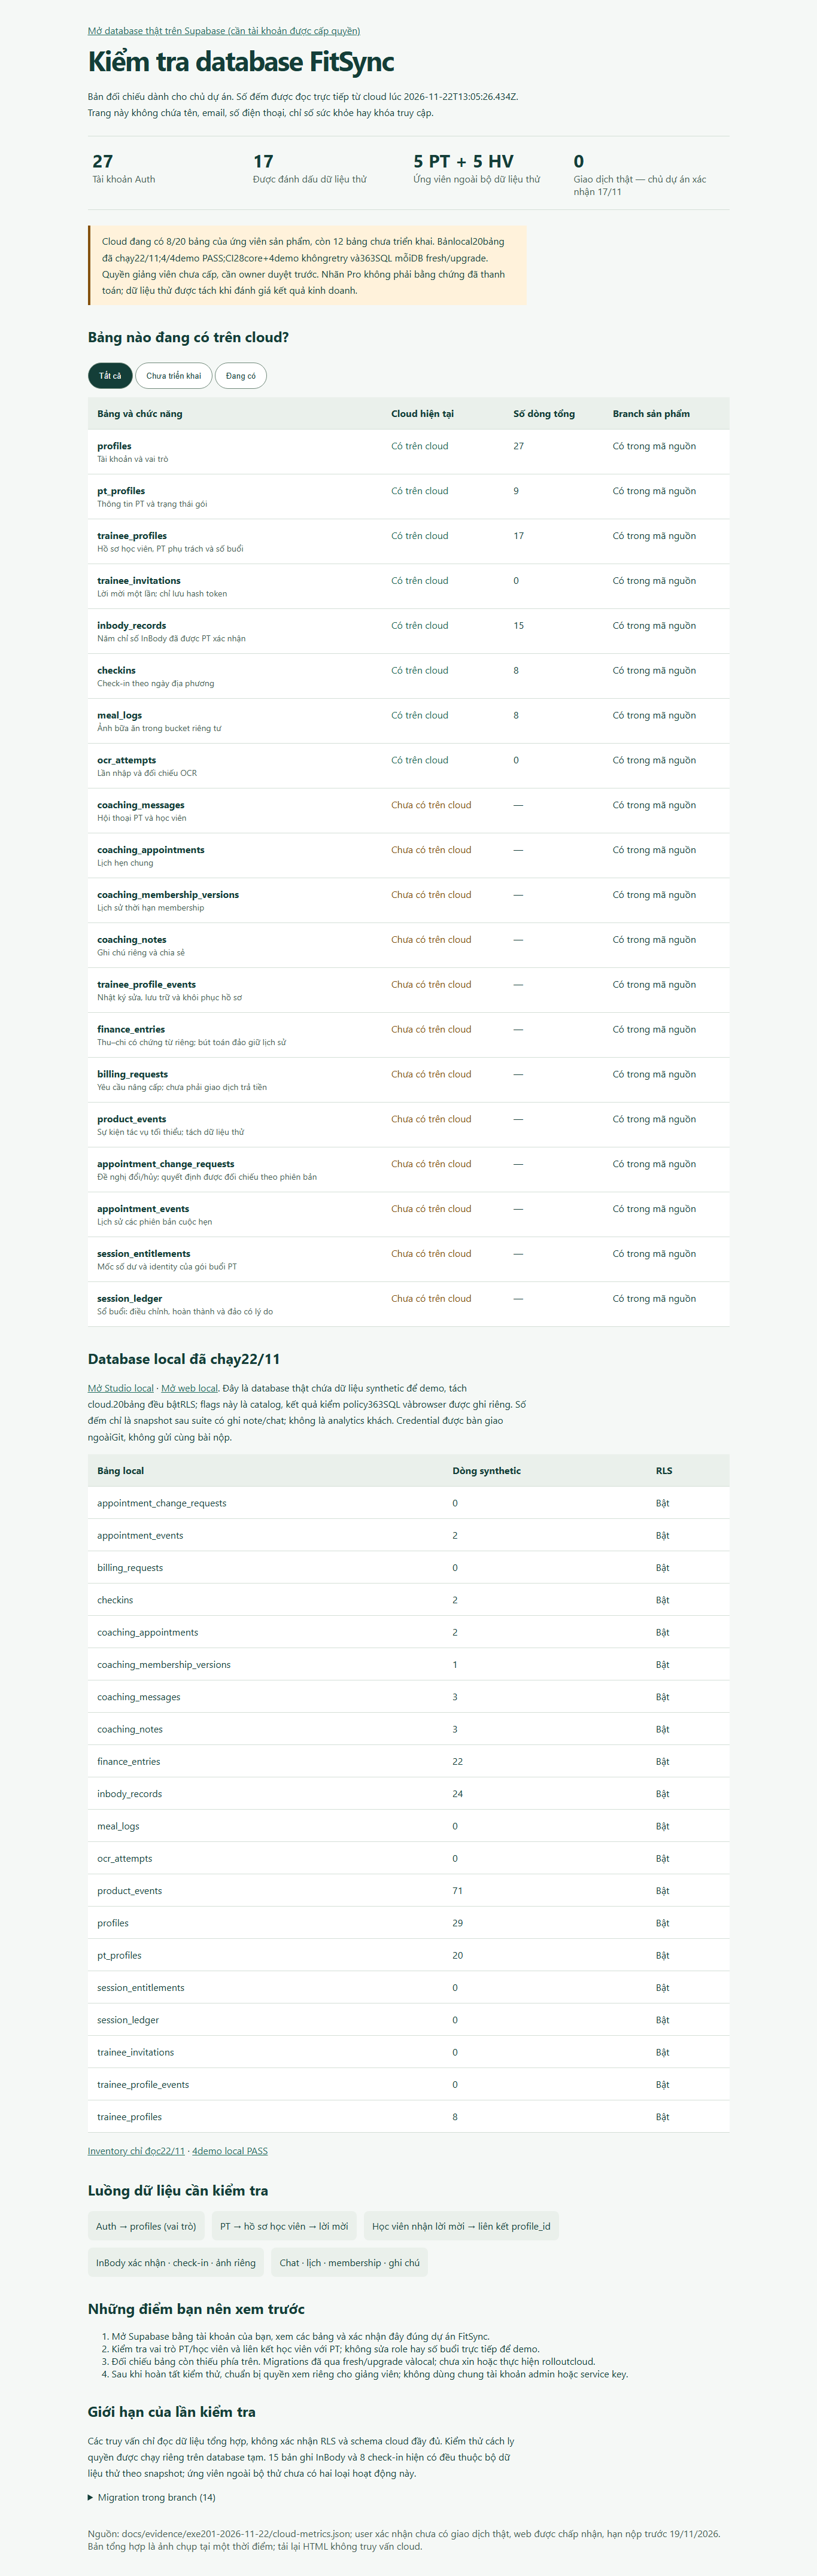 Mở database thật trên Supabase (cần tài khoản được cấp quyền)
Kiểm tra database FitSync
Bản đối chiếu dành cho chủ dự án. Số đếm được đọc trực tiếp từ cloud lúc 2026-11-22T13:05:26.434Z.
Trang này không chứa tên, email, số điện thoại, chỉ số sức khỏe hay khóa truy cập.
27
Tài khoản Auth
17
Được đánh dấu dữ liệu thử
5 PT + 5 HV
Ứng viên ngoài bộ dữ liệu thử
0
Giao dịch thật — chủ dự án xác
nhận 17/11
Cloud đang có 8/20 bảng của ứng viên sản phẩm, còn 12 bảng chưa triển khai. Bảnlocal20bảng
đã chạy22/11;4/4demo PASS;CI28core+4demo khôngretry và363SQL mỗiDB fresh/upgrade.
Quyền giảng viên chưa cấp, cần owner duyệt trước. Nhãn Pro không phải bằng chứng đã thanh
toán; dữ liệu thử được tách khi đánh giá kết quả kinh doanh.
Bảng nào đang có trên cloud?
Tất cả Chưa triển khai Đang có
Bảng và chức năng Cloud hiện tại Số dòng tổng Branch sản phẩm
profiles Có trên cloud 27 Có trong mã nguồn
Tài khoản và vai trò
pt_profiles Có trên cloud 9 Có trong mã nguồn
Thông tin PT và trạng thái gói
trainee_profiles Có trên cloud 17 Có trong mã nguồn
Hồ sơ học viên, PT phụ trách và số buổi
trainee_invitations Có trên cloud 0 Có trong mã nguồn
Lời mời một lần; chỉ lưu hash token
inbody_records Có trên cloud 15 Có trong mã nguồn
Năm chỉ số InBody đã được PT xác nhận
checkins Có trên cloud 8 Có trong mã nguồn
Check-in theo ngày địa phương
meal_logs Có trên cloud 8 Có trong mã nguồn
Ảnh bữa ăn trong bucket riêng tư
ocr_attempts Có trên cloud 0 Có trong mã nguồn
Lần nhập và đối chiếu OCR
coaching_messages Chưa có trên cloud — Có trong mã nguồn
Hội thoại PT và học viên
coaching_appointments Chưa có trên cloud — Có trong mã nguồn
Lịch hẹn chung
coaching_membership_versions Chưa có trên cloud — Có trong mã nguồn
Lịch sử thời hạn membership
coaching_notes Chưa có trên cloud — Có trong mã nguồn
Ghi chú riêng và chia sẻ
trainee_profile_events Chưa có trên cloud — Có trong mã nguồn
Nhật ký sửa, lưu trữ và khôi phục hồ sơ
finance_entries Chưa có trên cloud — Có trong mã nguồn
Thu–chi có chứng từ riêng; bút toán đảo giữ lịch sử
billing_requests Chưa có trên cloud — Có trong mã nguồn
Yêu cầu nâng cấp; chưa phải giao dịch trả tiền
product_events Chưa có trên cloud — Có trong mã nguồn
Sự kiện tác vụ tối thiểu; tách dữ liệu thử
appointment_change_requests Chưa có trên cloud — Có trong mã nguồn
Đề nghị đổi/hủy; quyết định được đối chiếu theo phiên bản
appointment_events Chưa có trên cloud — Có trong mã nguồn
Lịch sử các phiên bản cuộc hẹn
session_entitlements Chưa có trên cloud — Có trong mã nguồn
Mốc số dư và identity của gói buổi PT
session_ledger Chưa có trên cloud — Có trong mã nguồn
Sổ buổi: điều chỉnh, hoàn thành và đảo có lý do
Database local đã chạy22/11
Mở Studio local · Mở web local. Đây là database thật chứa dữ liệu synthetic để demo, tách
cloud.20bảng đều bậtRLS; flags này là catalog, kết quả kiểm policy363SQL vàbrowser được ghi riêng. Số
đếm chỉ là snapshot sau suite có ghi note/chat; không là analytics khách. Credential được bàn giao
ngoàiGit, không gửi cùng bài nộp.
Bảng local Dòng synthetic RLS
appointment_change_requests 0 Bật
appointment_events 2 Bật
billing_requests 0 Bật
checkins 2 Bật
coaching_appointments 2 Bật
coaching_membership_versions 1 Bật
coaching_messages 3 Bật
coaching_notes 3 Bật
finance_entries 22 Bật
inbody_records 24 Bật
meal_logs 0 Bật
ocr_attempts 0 Bật
product_events 71 Bật
profiles 29 Bật
pt_profiles 20 Bật
session_entitlements 0 Bật
session_ledger 0 Bật
trainee_invitations 0 Bật
trainee_profile_events 0 Bật
trainee_profiles 8 Bật
Inventory chỉ đọc22/11 · 4demo local PASS
Luồng dữ liệu cần kiểm tra
Auth → profiles (vai trò) PT → hồ sơ học viên → lời mời Học viên nhận lời mời → liên kết profile_id
InBody xác nhận · check-in · ảnh riêng Chat · lịch · membership · ghi chú
Những điểm bạn nên xem trước
1. Mở Supabase bằng tài khoản của bạn, xem các bảng và xác nhận đây đúng dự án FitSync.
2. Kiểm tra vai trò PT/học viên và liên kết học viên với PT; không sửa role hay số buổi trực tiếp để demo.
3. Đối chiếu bảng còn thiếu phía trên. Migrations đã qua fresh/upgrade vàlocal; chưa xin hoặc thực hiện rolloutcloud.
4. Sau khi hoàn tất kiểm thử, chuẩn bị quyền xem riêng cho giảng viên; không dùng chung tài khoản admin hoặc service key.
Giới hạn của lần kiểm tra
Các truy vấn chỉ đọc dữ liệu tổng hợp, không xác nhận RLS và schema cloud đầy đủ. Kiểm thử cách ly
quyền được chạy riêng trên database tạm. 15 bản ghi InBody và 8 check-in hiện có đều thuộc bộ dữ
liệu thử theo snapshot; ứng viên ngoài bộ thử chưa có hai loại hoạt động này.
▶ Migration trong branch (14)
Nguồn: docs/evidence/exe201-2026-11-22/cloud-metrics.json; user xác nhận chưa có giao dịch thật, web được chấp nhận, hạn nộp trước 19/11/2026.
Bản tổng hợp là ảnh chụp tại một thời điểm; tải lại HTML không truy vấn cloud.